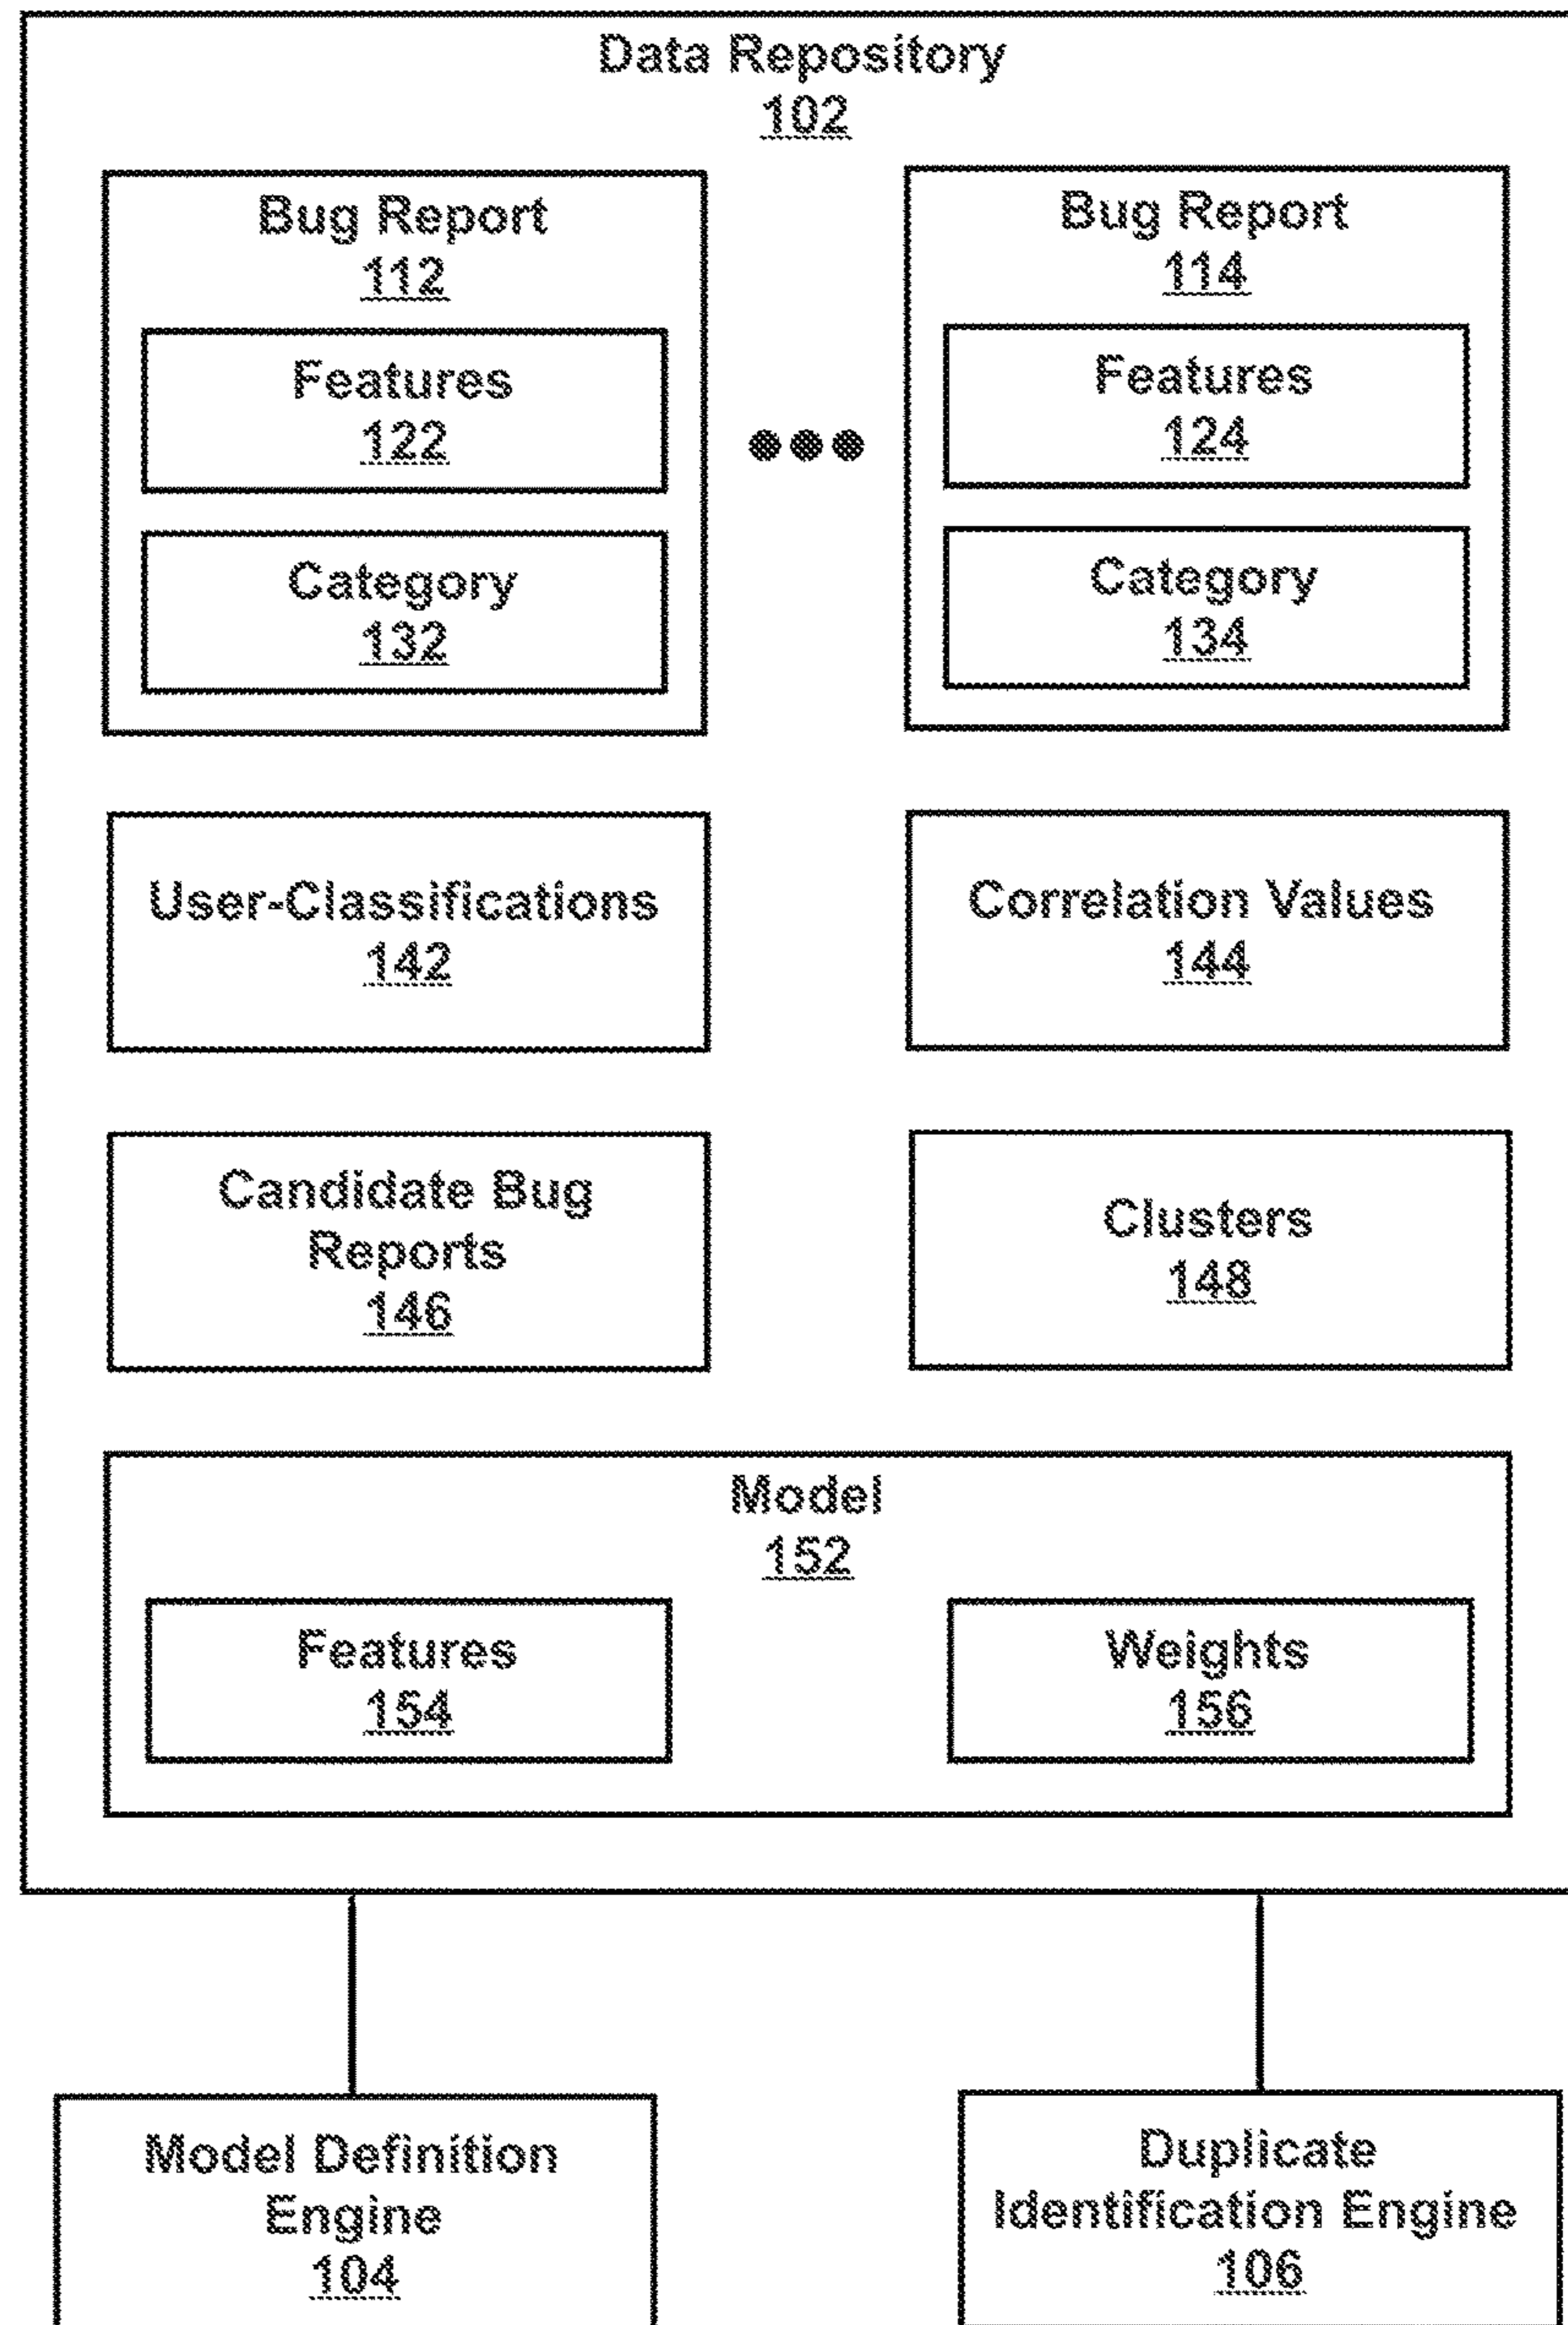 Data Repository
102
Bug Report
112
Features
122
Category
132
Bug Report
114
Features
124
Category
134
User-Classifications
142
Correlation Values
144
Candidate Bug
Reports
146
Clusters
148
Model
152
Features
154
Weights
156
Model Definition
Engine
104
Duplicate
Identification Engine
106